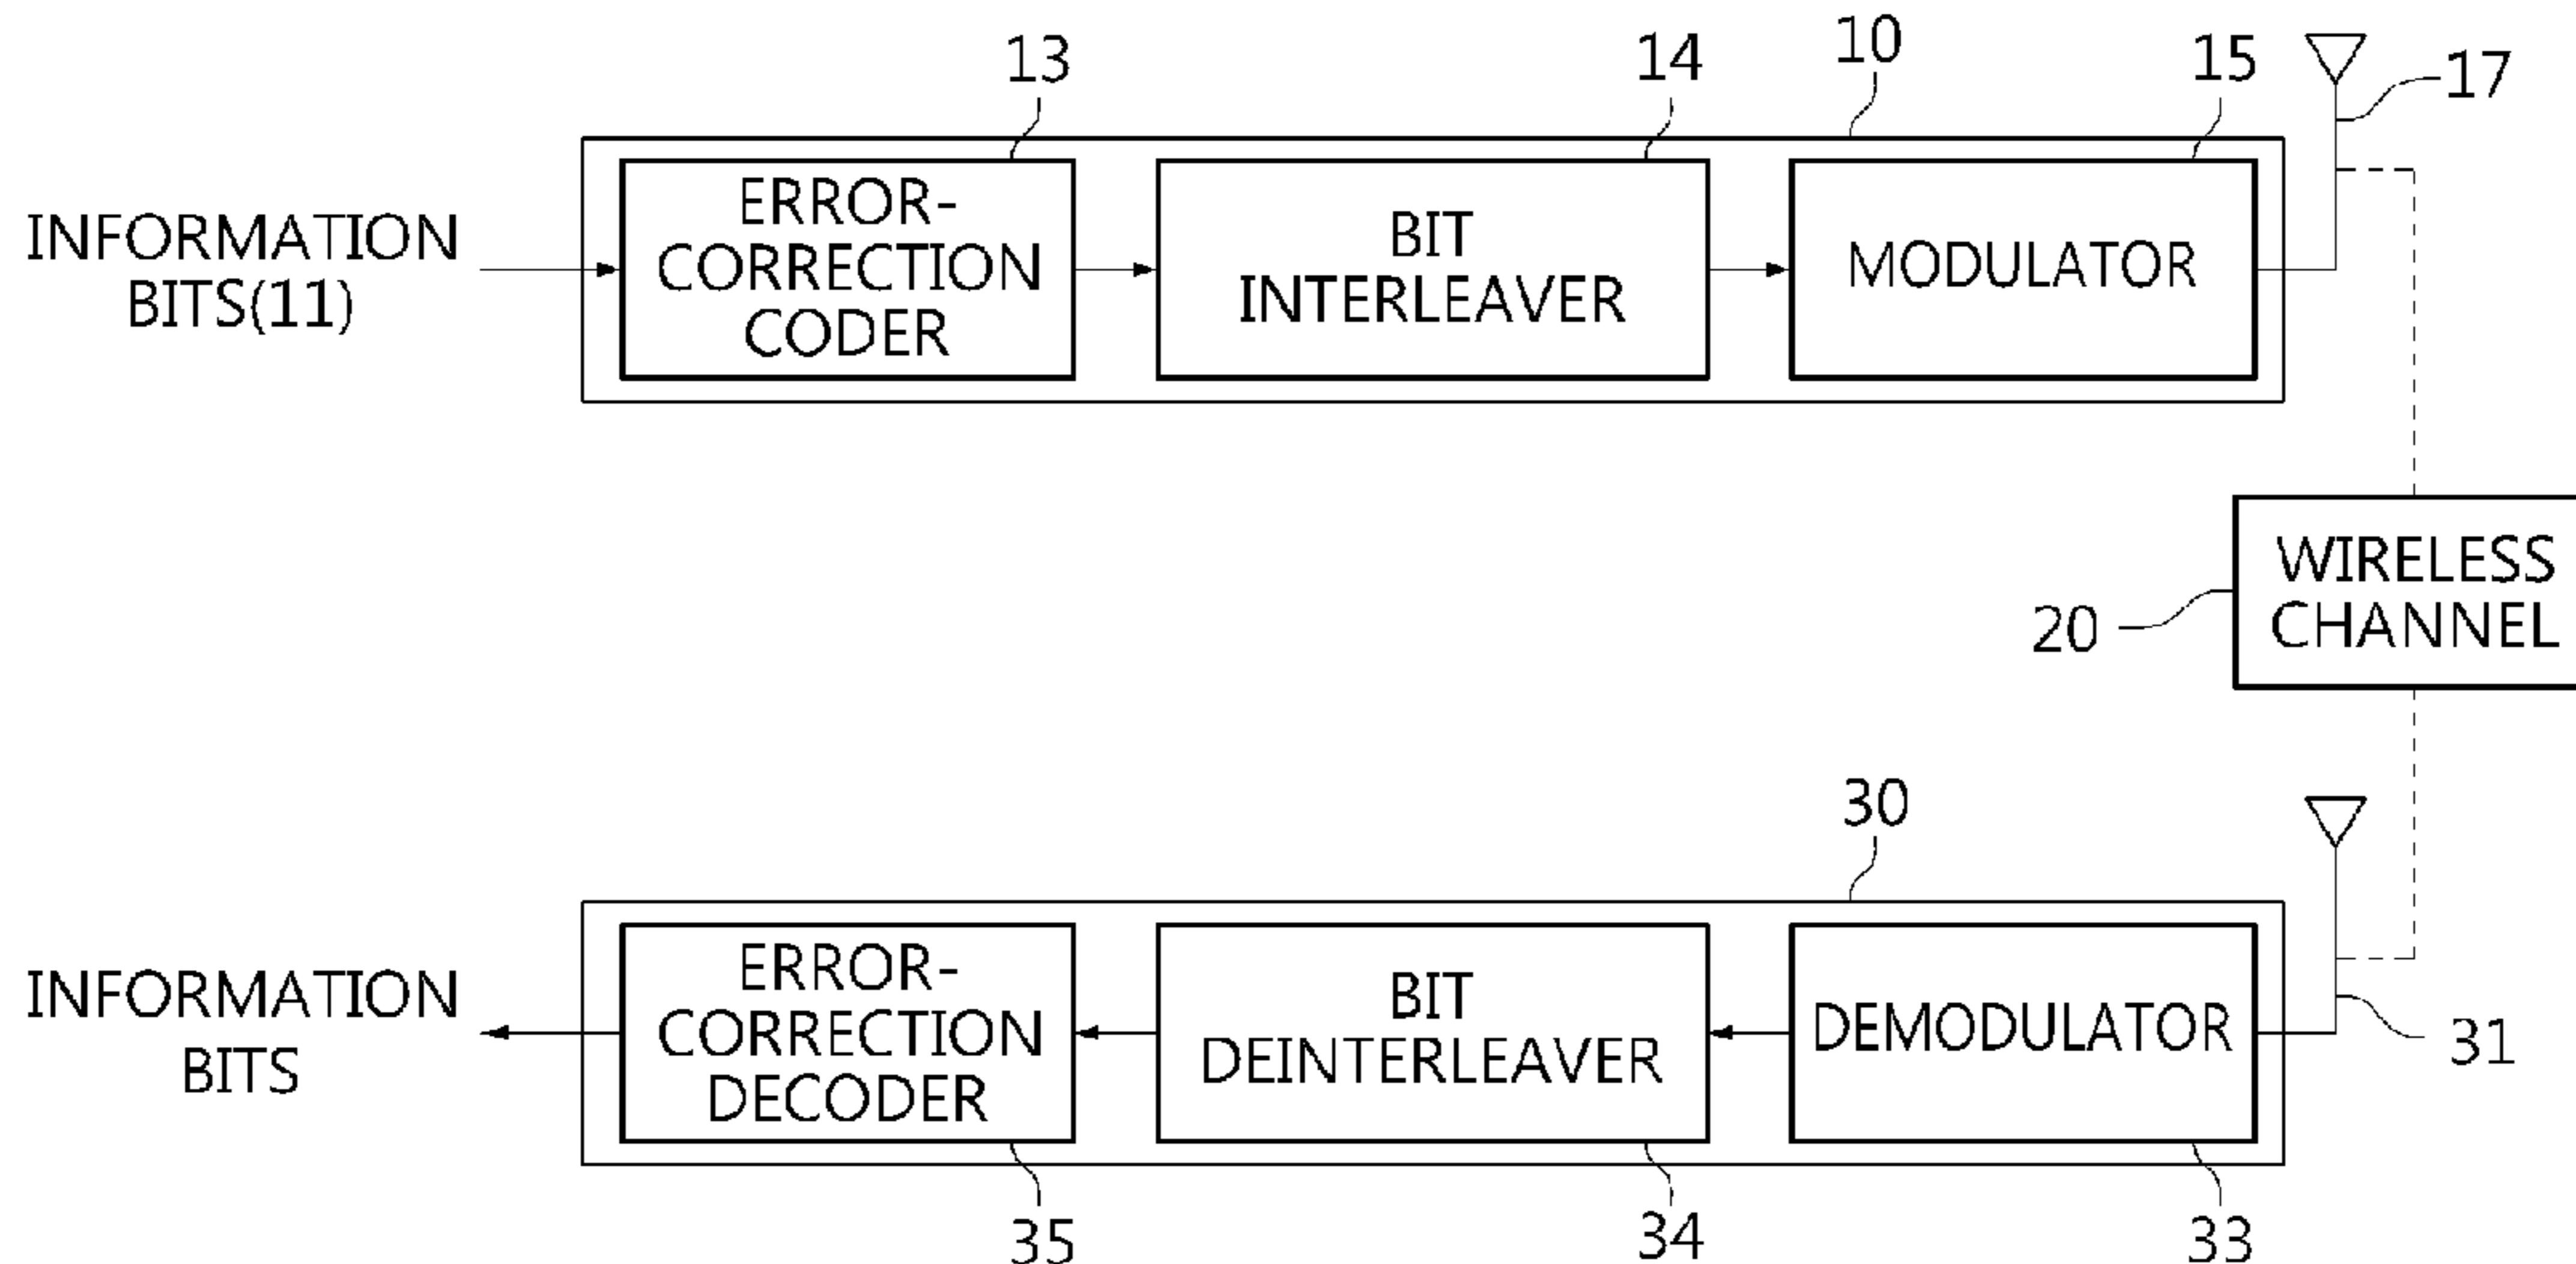 13
14
10
15
17
INFORMATION
BITS(11)
ERROR-
CORRECTION
CODER
BIT
INTERLEAVER
MODULATOR
WIRELESS
CHANNEL
20
30
INFORMATION
BITS
ERROR-
CORRECTION
DECODER
BIT
DEINTERLEAVER
DEMODULATOR
31
35
34
33